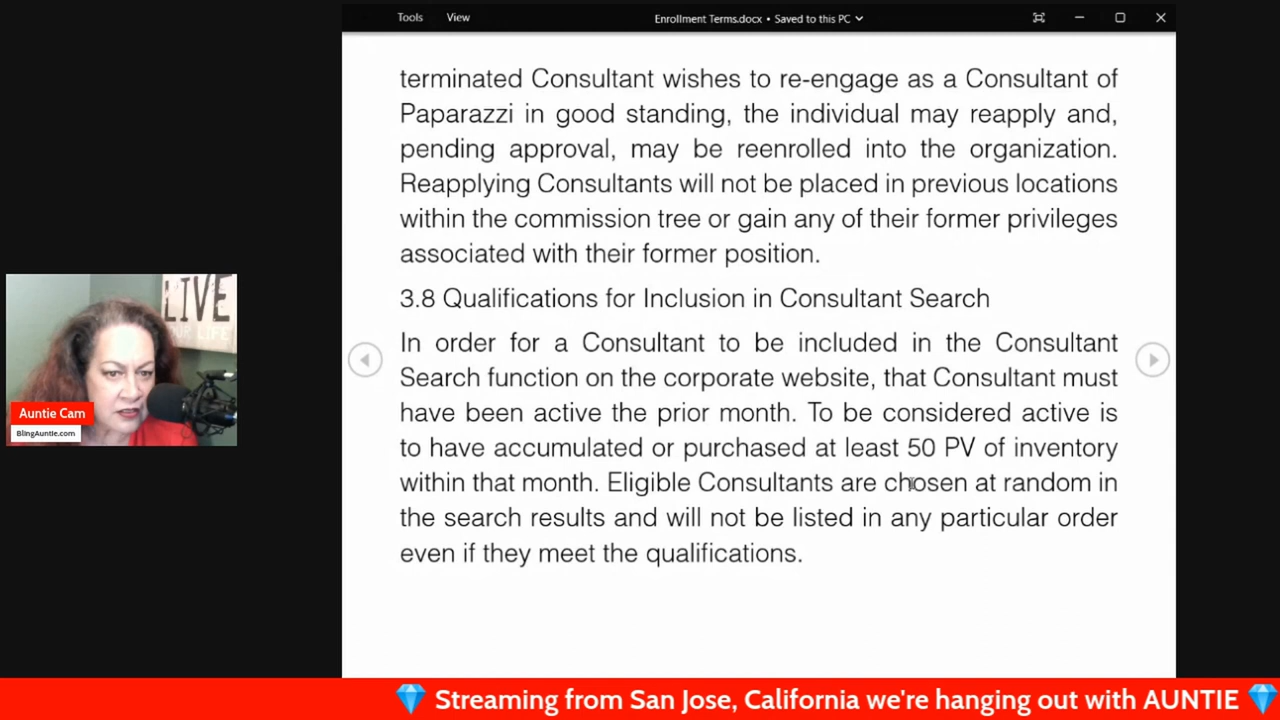 Tools View Enrollment Terms.docx • Saved to this PC
terminated Consultant wishes to re-engage as a Consultant of
Paparazzi in good standing, the individual may reapply and,
pending approval, may be reenrolled into the organization.
Reapplying Consultants will not be placed in previous locations
within the commission tree or gain any of their former privileges
associated with their former position.
3.8 Qualifications for Inclusion in Consultant Search
In order for a Consultant to be included in the Consultant
Search function on the corporate website, that Consultant must
have been active the prior month. To be considered active is
to have accumulated or purchased at least 50 PV of inventory
within that month. Eligible Consultants are chosen at random in
the search results and will not be listed in any particular order
even if they meet the qualifications.
LIVE
YOUR LIFE
Auntie Cam
BlingAuntie.com
💎 Streaming from San Jose, California we're hanging out with AUNTIE 💎